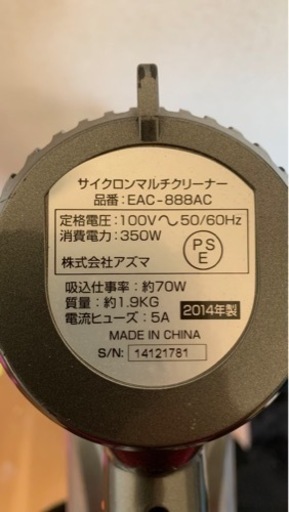 サイクロンマルチクリーナー
品番:EAC-888AC
定格電圧:100V〜50/60Hz
消費電力:350W
株式会社アズマ
PSE
吸込仕事率:約70W
質量:約1.9KG
電流ヒューズ:5A
2014年製
MADE IN CHINA
S/N: 14121781